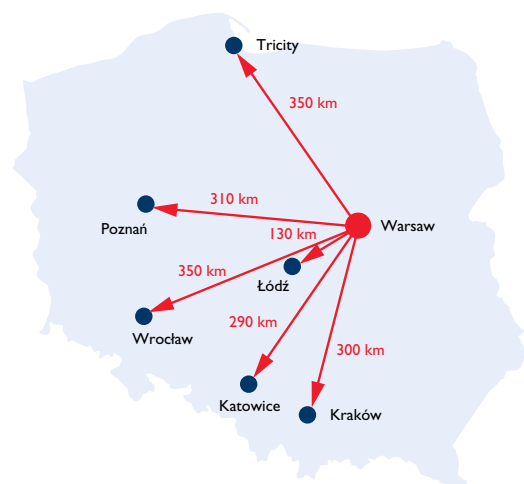 Tricity
350 km
310 km
Poznań
Warsaw
130 km
350 km
Łódź
290 km
Wrocław
300 km
Katowice
Kraków